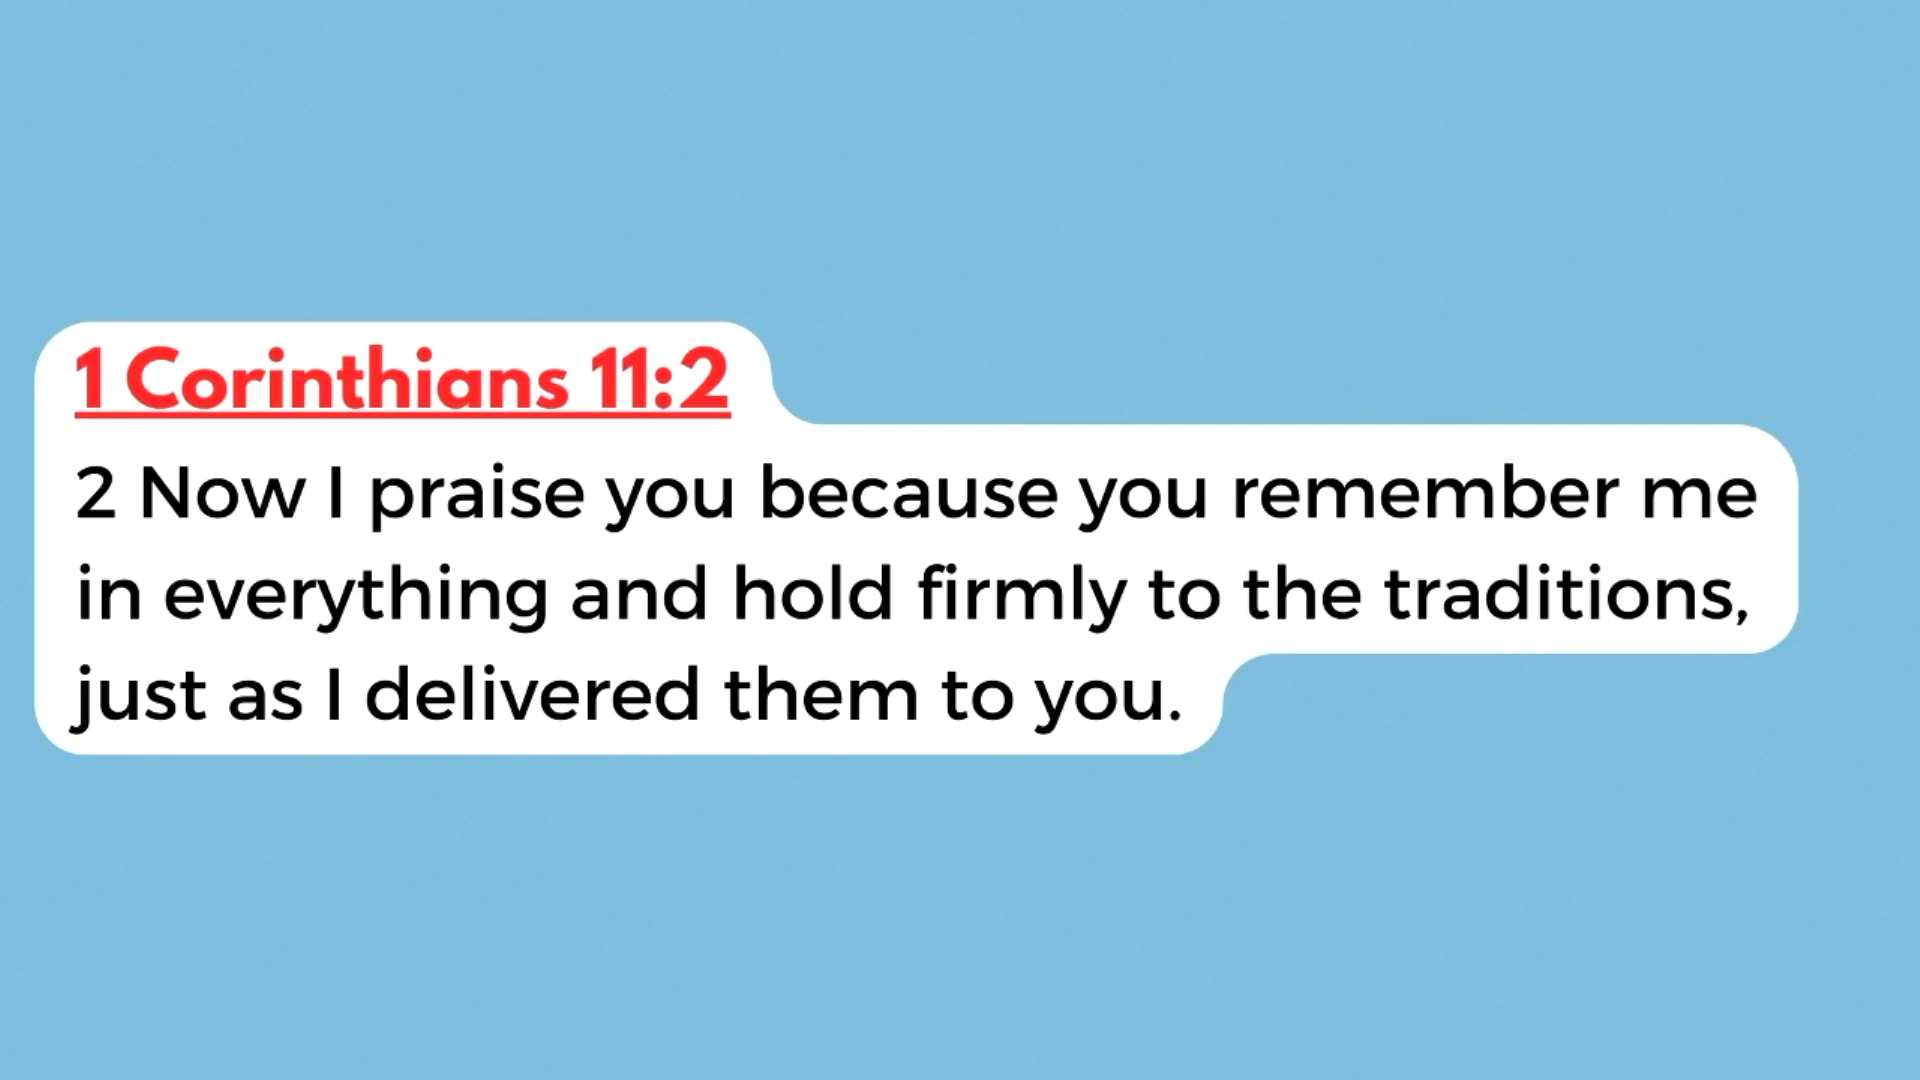 1 Corinthians 11:2
2 Now I praise you because you remember me
in everything and hold firmly to the traditions,
just as I delivered them to you.